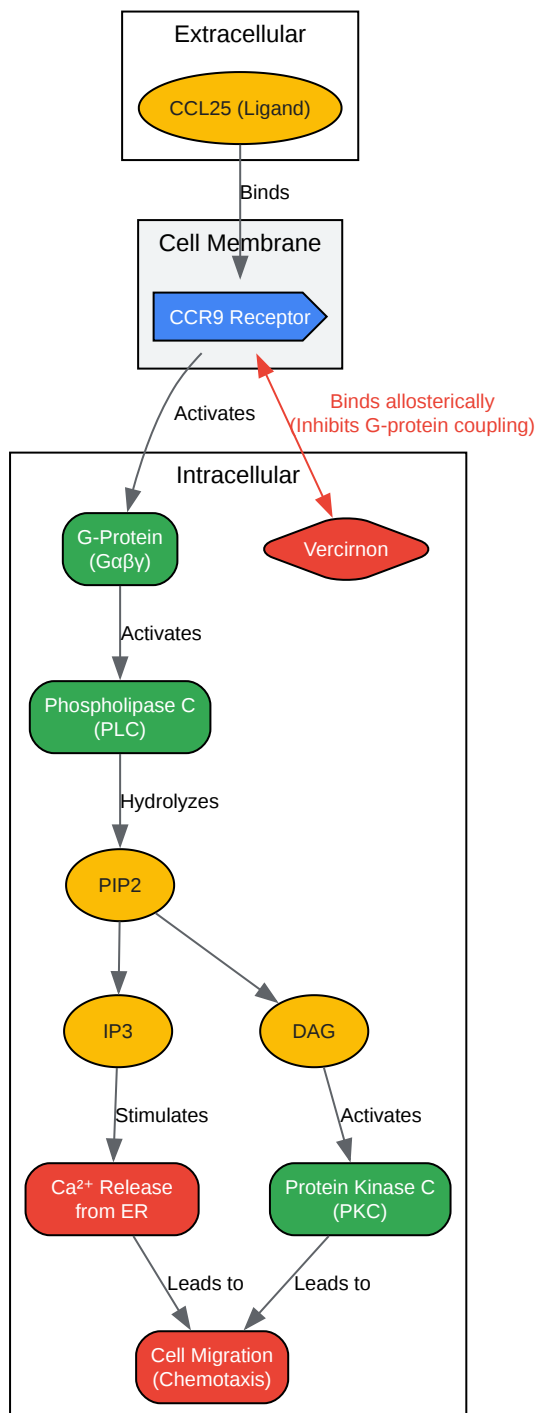 Extracellular
CCL25 (Ligand)
Binds
Cell Membrane
CCR9 Receptor
Activates
Binds allosterically
(Inhibits G-protein coupling)
Intracellular
G-Protein
(Gαβγ)
Vercirnon
Activates
Phospholipase C
(PLC)
Hydrolyzes
PIP2
IP3
DAG
Stimulates
Activates
Ca²⁺ Release
from ER
Protein Kinase C
(PKC)
Leads to
Leads to
Cell Migration
(Chemotaxis)